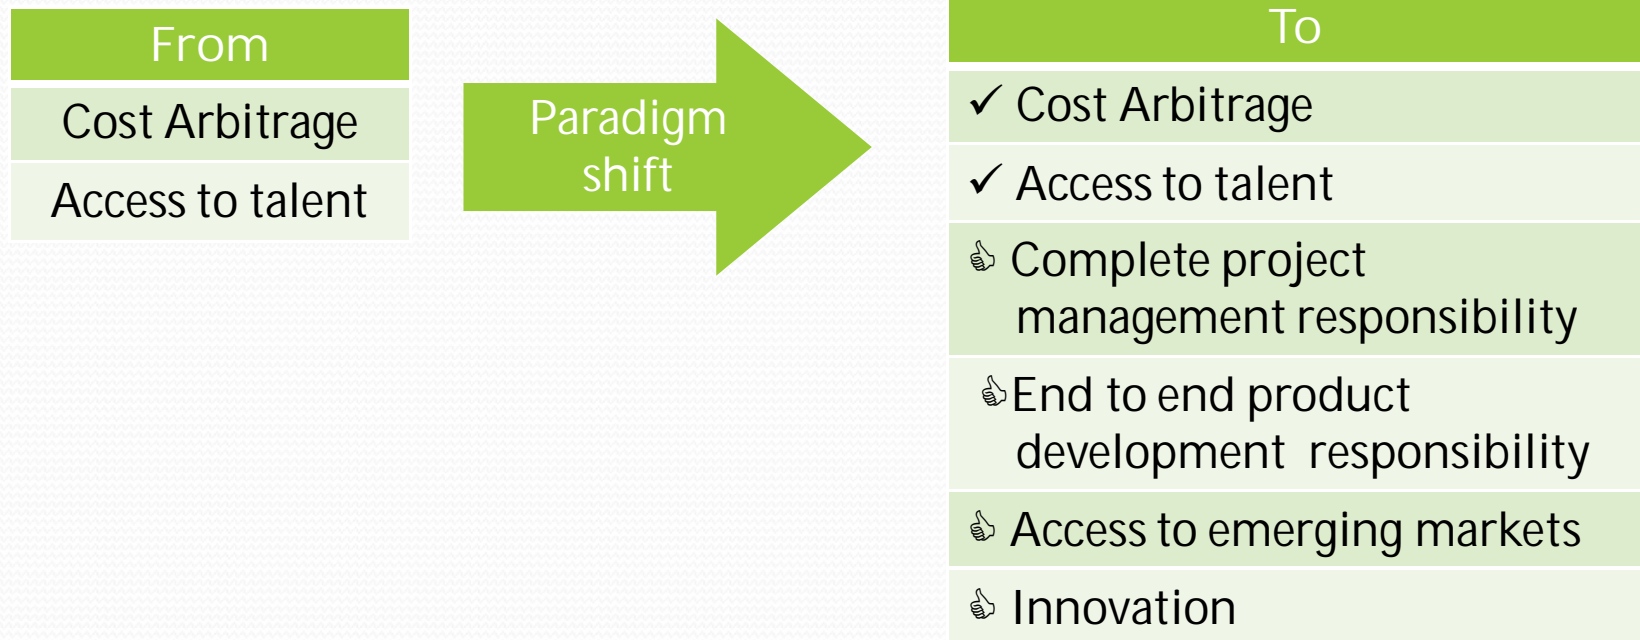 From
Cost Arbitrage
Access to talent
Paradigm
shift
To
✓ Cost Arbitrage
✓ Access to talent
👍 Complete project
management responsibility
👍End to end product
development responsibility
👍 Access to emerging markets
👍 Innovation